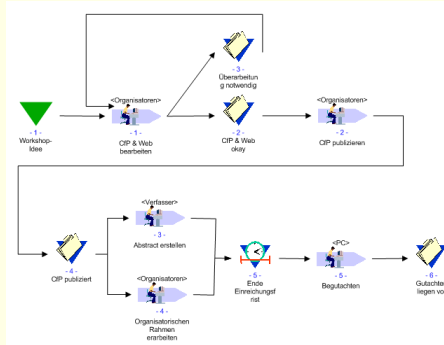 - 3 -
Überarbeitun
g notwendig
<Organisatoren>
<Organisatoren>
- 1 -
Workshop-
Idee
- 1 -
CfP & Web
bearbeiten
- 2 -
CfP & Web
okay
- 2 -
CfP publizieren
<Verfasser>
- 3 -
Abstract erstellen
<PC>
- 4 -
CfP publiziert
<Organisatoren>
- 5 -
Ende
Einreichungsf
rist
- 5 -
Begutachten
- 6 -
Gutachten
liegen vo
- 4 -
Organisatorischen
Rahmen
erarbeiten